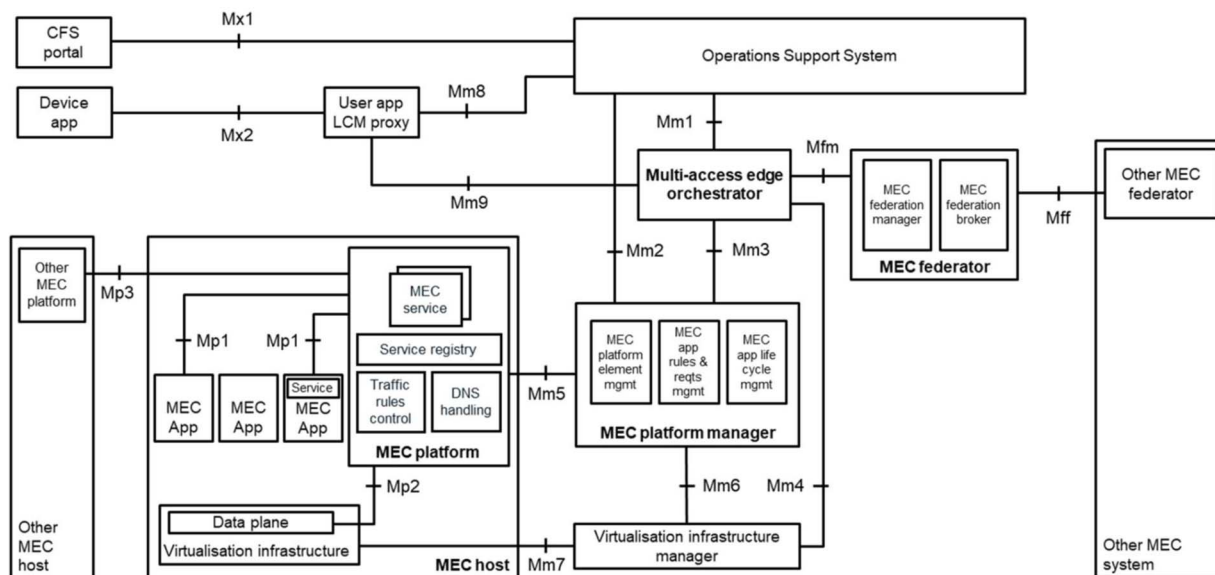 CFS
portal
Mx1
Operations Support System
Device
app
Mx2
User app
LCM proxy
Mm8
Mm1
Mfm
Multi-access edge
orchestrator
Mm9
MEC
federation
manager
MEC
federation
broker
MEC federator
Mff
Other MEC
federator
Mm2
Mm3
Other
MEC
platform
Mp3
MEC
service
Mp1
Mp1
Service registry
Service
MEC
App
MEC
App
MEC
App
Traffic
rules
control
DNS
handling
MEC platform
Mm5
MEC
platform
element
mgmt
MEC
app
rules &
reqts
mgmt
MEC
app life
cycle
mgmt
MEC platform manager
Mp2
Mm6
Mm4
Data plane
Virtualisation infrastructure
MEC host
Mm7
Virtualisation infrastructure
manager
Other
MEC
host
Other MEC
system